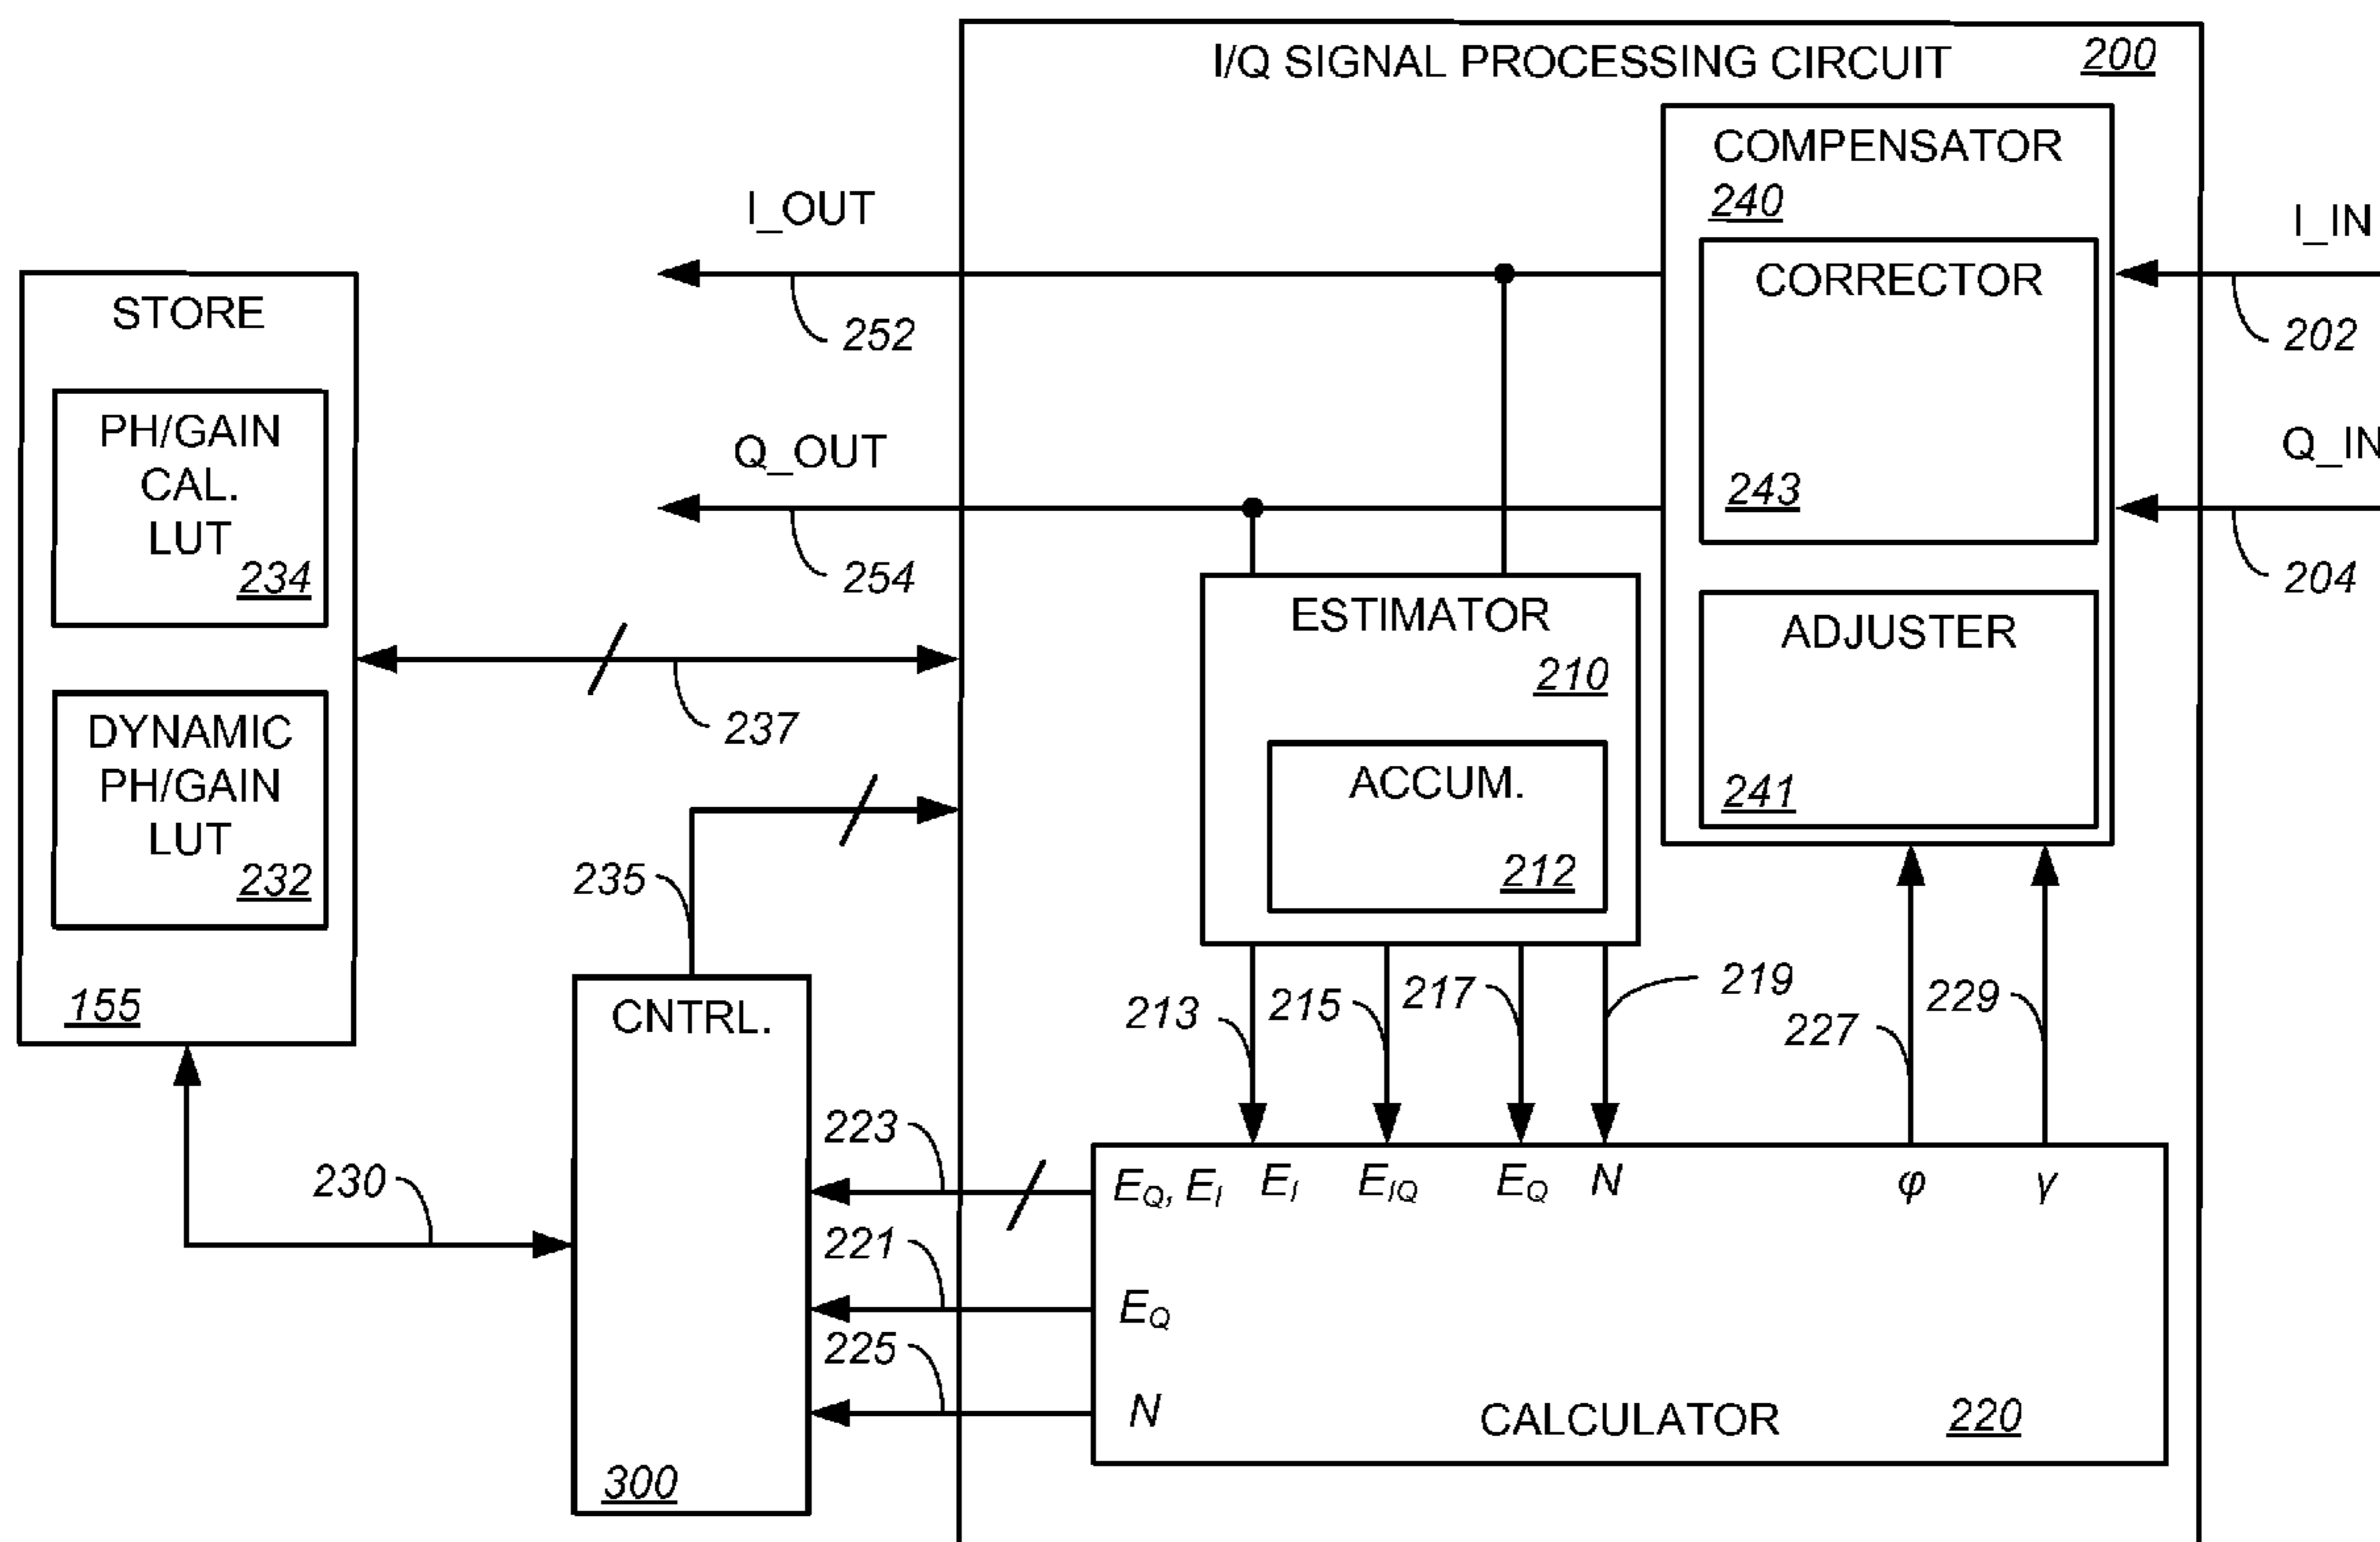 I/Q SIGNAL PROCESSING CIRCUIT 200
COMPENSATOR
240
CORRECTOR
243
ADJUSTER
241
I_IN
202
Q_IN
204
I_OUT
252
Q_OUT
254
STORE
PH/GAIN
CAL.
LUT
234
DYNAMIC
PH/GAIN
LUT
232
155
237
235
230
CNTRL.
300
ESTIMATOR
210
ACCUM.
212
213
215
217
219
227
229
223
221
225
E_Q, E_I E_I E_IQ E_Q N φ γ
E_Q
N
CALCULATOR 220